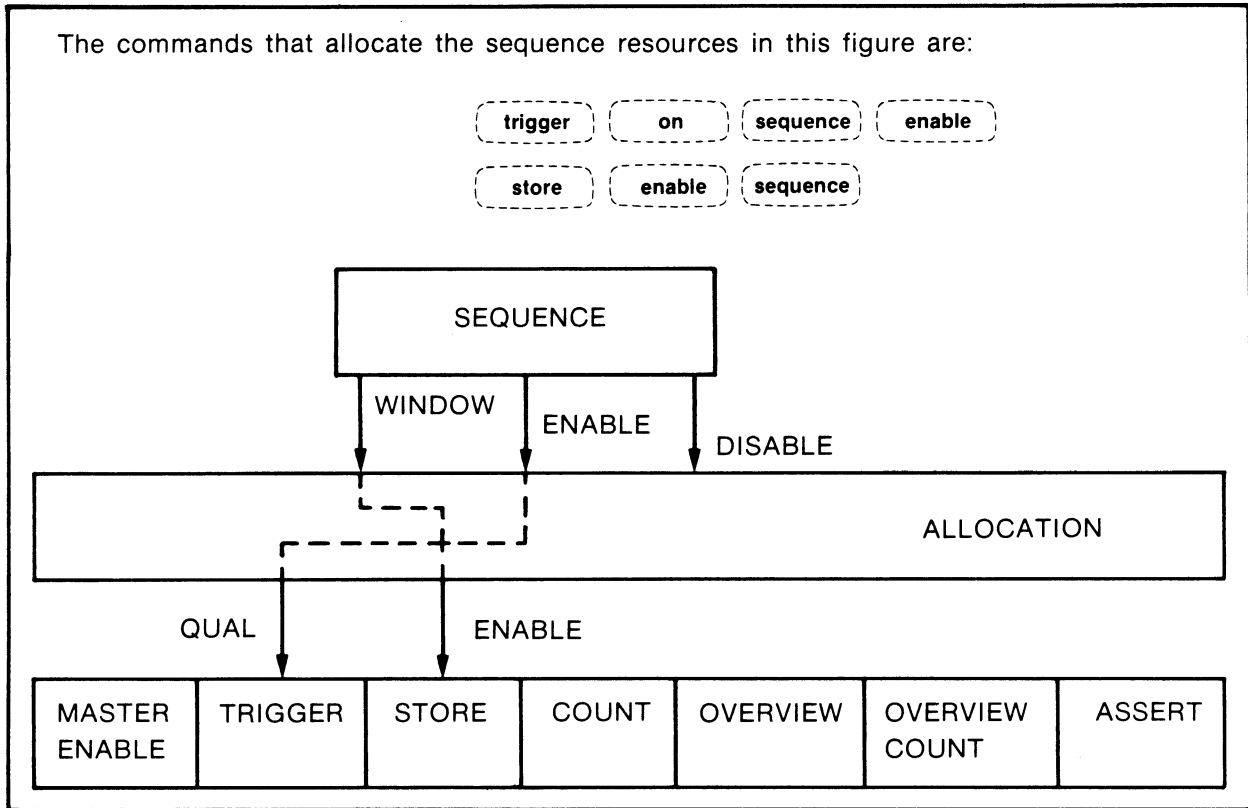 The commands that allocate the sequence resources in this figure are:
trigger on sequence enable
store enable sequence
SEQUENCE
WINDOW
ENABLE
DISABLE
ALLOCATION
QUAL
ENABLE
MASTER ENABLE
TRIGGER
STORE
COUNT
OVERVIEW
OVERVIEW COUNT
ASSERT